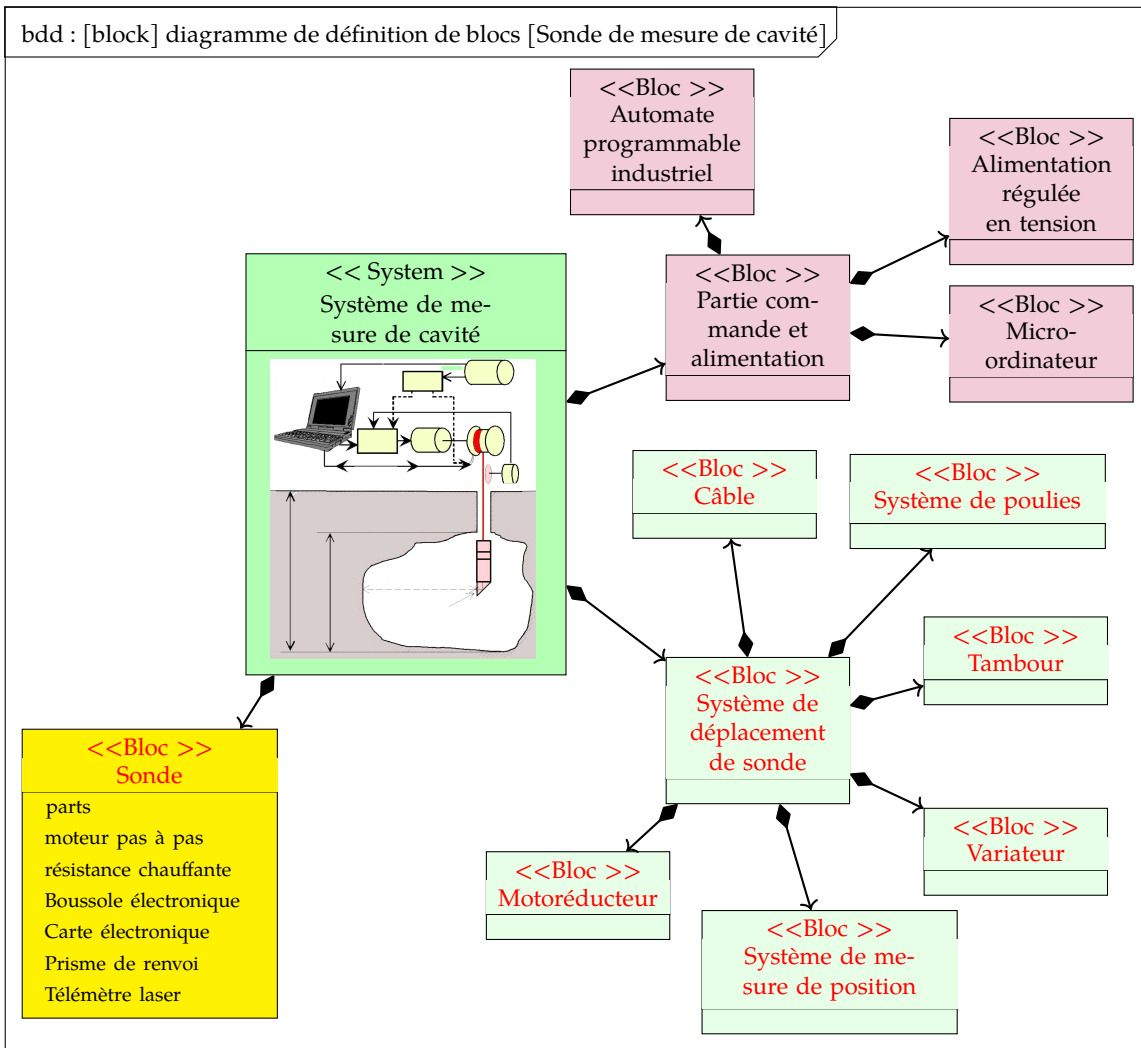 bdd : [block] diagramme de définition de blocs [Sonde de mesure de cavité]
<<Bloc >>
Automate
programmable
industriel
<<Bloc >>
Alimentation
régulée
en tension
<< System >>
Système de me-
sure de cavité
<<Bloc >>
Partie com-
mande et
alimentation
<<Bloc >>
Micro-
ordinateur
<<Bloc >>
Câble
<<Bloc >>
Système de poulies
<<Bloc >>
Tambour
<<Bloc >>
Système de
déplacement
de sonde
<<Bloc >>
Sonde
parts
moteur pas à pas
résistance chauffante
Boussole électronique
Carte électronique
Prisme de renvoi
Télémètre laser
<<Bloc >>
Variateur
<<Bloc >>
Motoréducteur
<<Bloc >>
Système de me-
sure de position